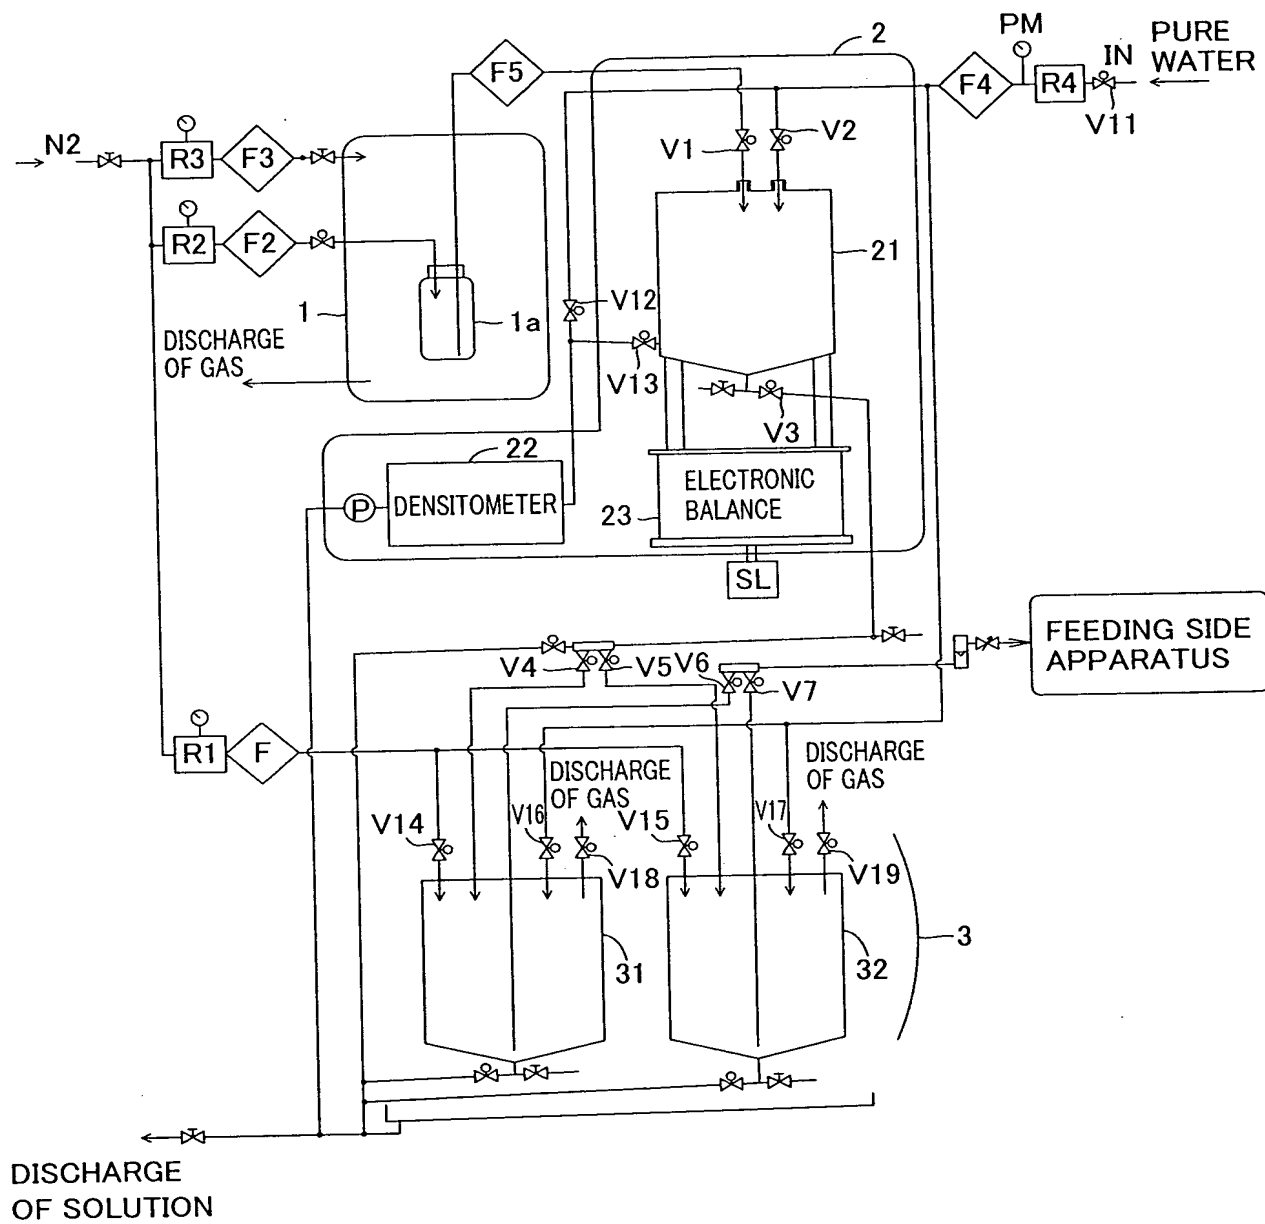 2
PM
PURE
WATER
IN
F5
F4
R4
V11
N2
R3
F3
V1
V2
R2
F2
21
1
1a
V12
DISCHARGE
OF GAS
V13
V3
22
DENSITOMETER
P
ELECTRONIC
BALANCE
23
SL
FEEDING SIDE
APPARATUS
V4
V5
V6
V7
R1
F
DISCHARGE
OF GAS
DISCHARGE
OF GAS
V14
V16
V15
V17
V18
V19
31
32
3
DISCHARGE
OF SOLUTION